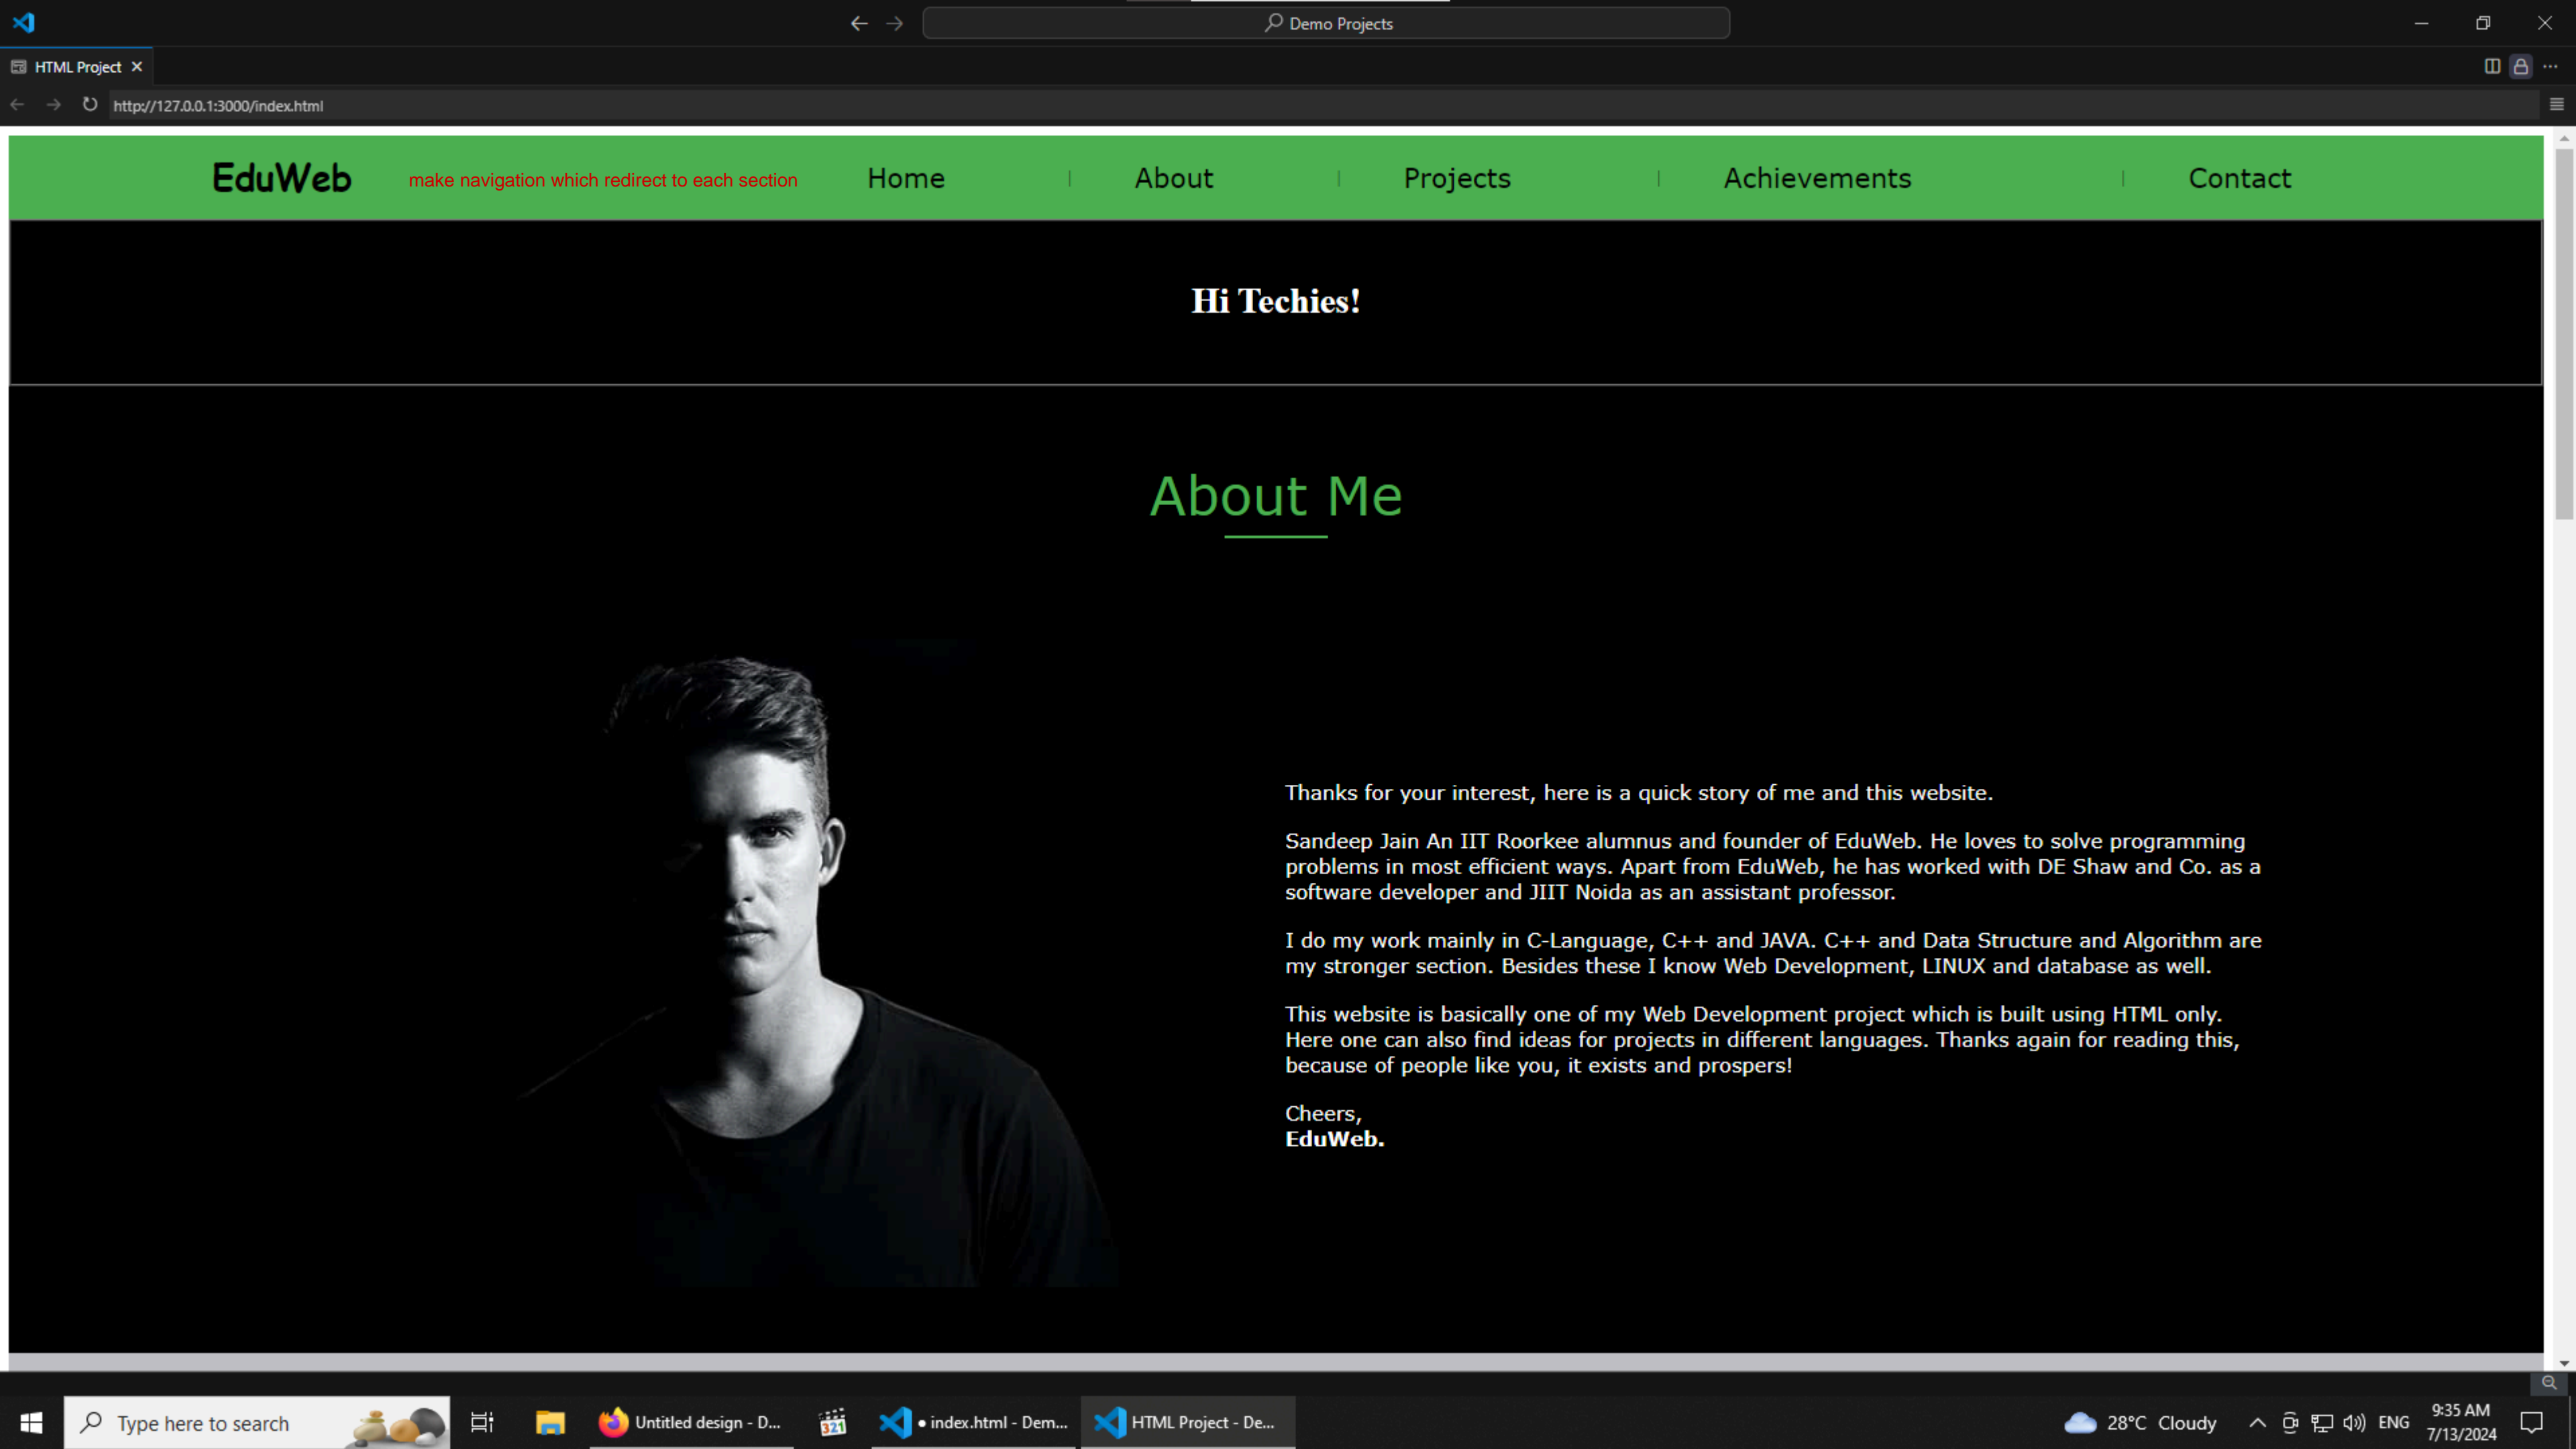 Demo Projects
HTML Project
http://127.0.0.1:3000/index.html
EduWeb make navigation which redirect to each section Home | About | Projects | Achievements | Contact
Hi Techies!
About Me
Thanks for your interest, here is a quick story of me and this website.
Sandeep Jain An IIT Roorkee alumnus and founder of EduWeb. He loves to solve programming
problems in most efficient ways. Apart from EduWeb, he has worked with DE Shaw and Co. as a
software developer and JIIT Noida as an assistant professor.
I do my work mainly in C-Language, C++ and JAVA. C++ and Data Structure and Algorithm are
my stronger section. Besides these I know Web Development, LINUX and database as well.
This website is basically one of my Web Development project which is built using HTML only.
Here one can also find ideas for projects in different languages. Thanks again for reading this,
because of people like you, it exists and prospers!
Cheers,
EduWeb.
Type here to search
Untitled design - D...
321
● index.html - Dem...
HTML Project - De...
28°C Cloudy
ENG
9:35 AM
7/13/2024